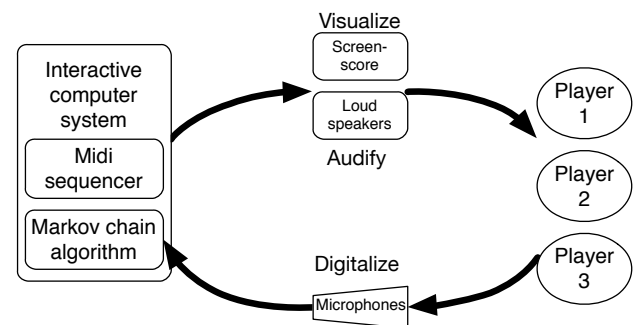 Visualize
Screen-
score
Interactive
computer
system
Loud
speakers
Audify
Midi
sequencer
Markov chain
algorithm
Player
1
Player
2
Player
3
Digitalize
Microphones